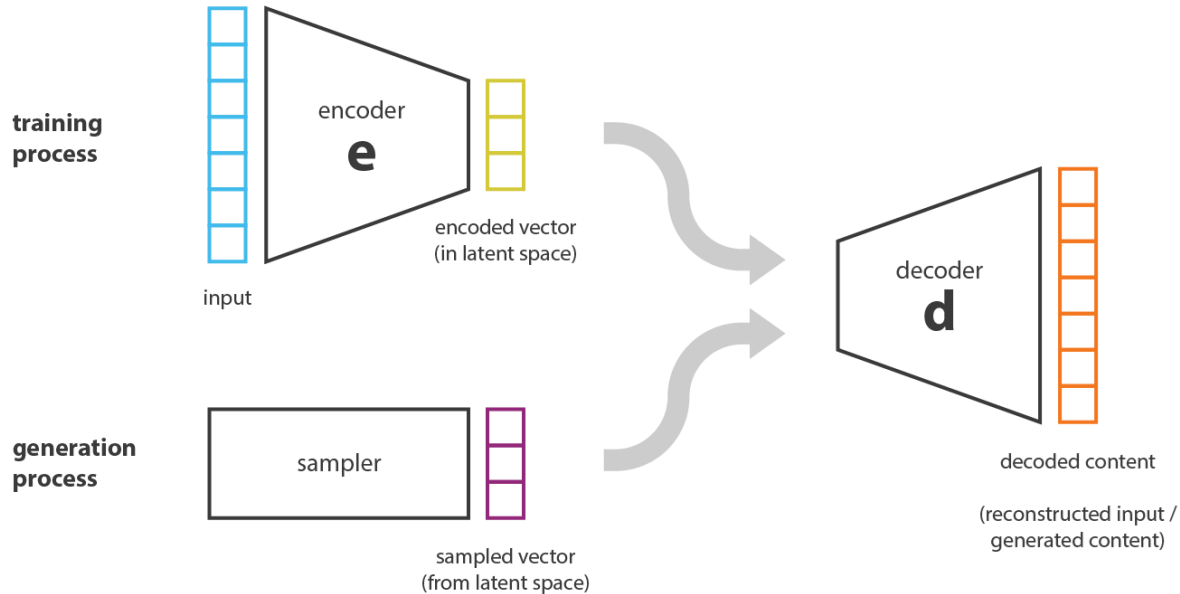 training
process
encoder
e
encoded vector
(in latent space)
input
decoder
d
generation
process
sampler
sampled vector
(from latent space)
decoded content
(reconstructed input /
generated content)